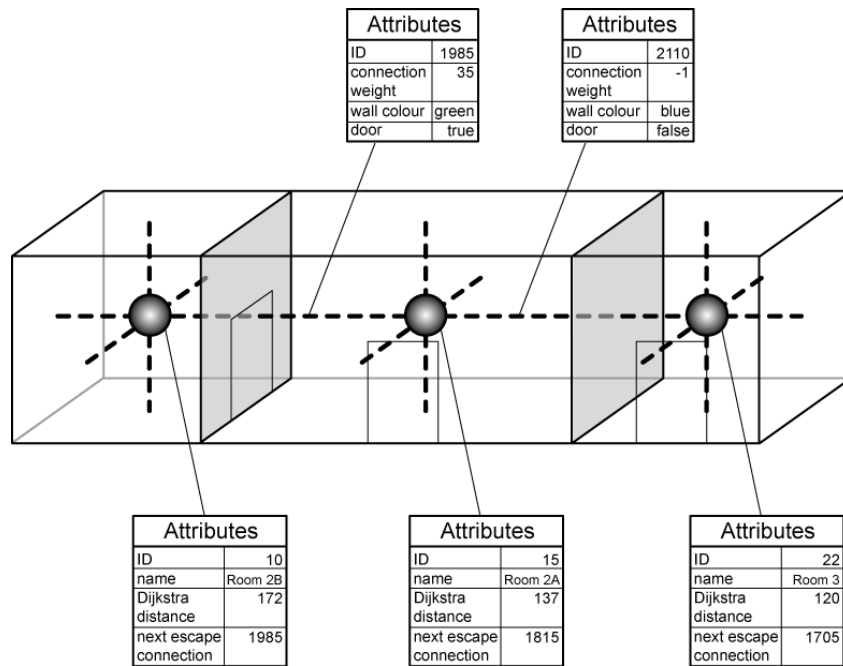 Attributes
ID 1985
connection 35
weight
wall colour green
door true
Attributes
ID 2110
connection -1
weight
wall colour blue
door false
Attributes
ID 10
name Room 2B
Dijkstra 172
distance
next escape 1985
connection
Attributes
ID 15
name Room 2A
Dijkstra 137
distance
next escape 1815
connection
Attributes
ID 22
name Room 3
Dijkstra 120
distance
next escape 1705
connection